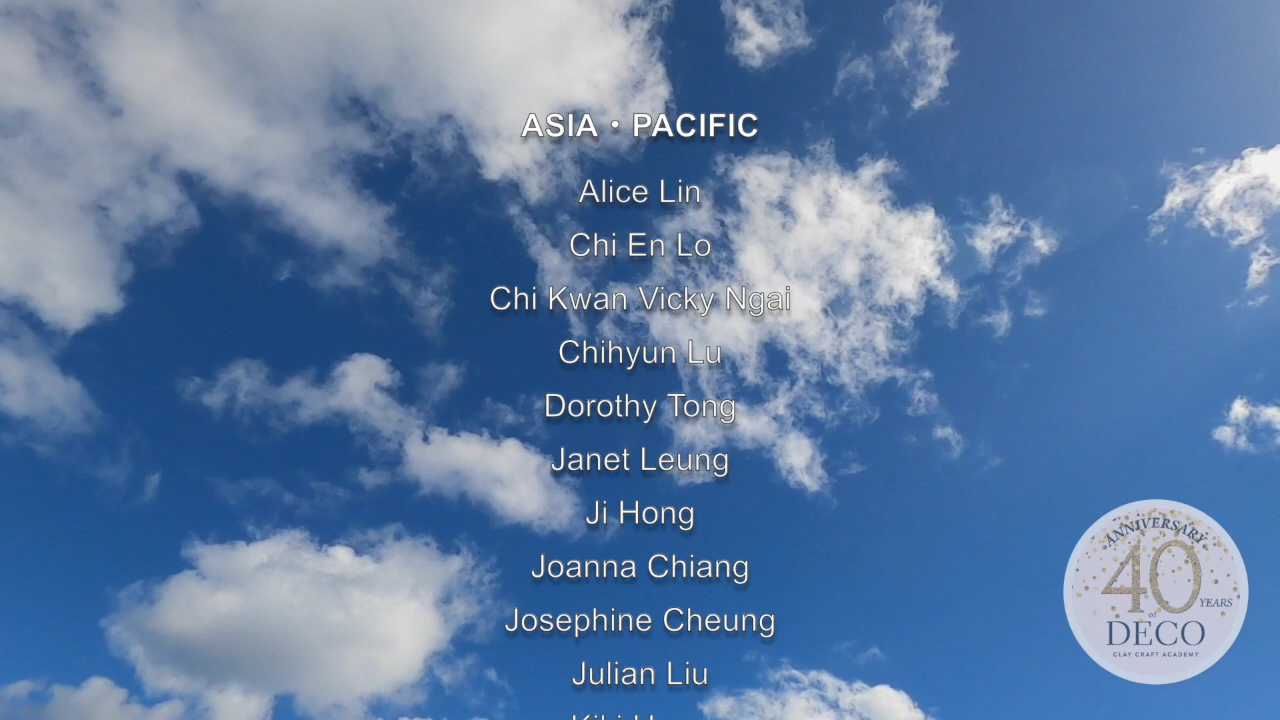 ASIA・PACIFIC
Alice Lin
Chi En Lo
Chi Kwan Vicky Ngai
Chihyun Lu
Dorothy Tong
Janet Leung
Ji Hong
Joanna Chiang
Josephine Cheung
Julian Liu
ANNIVERSARY
40
YEARS
of
DECO
CLAY CRAFT ACADEMY